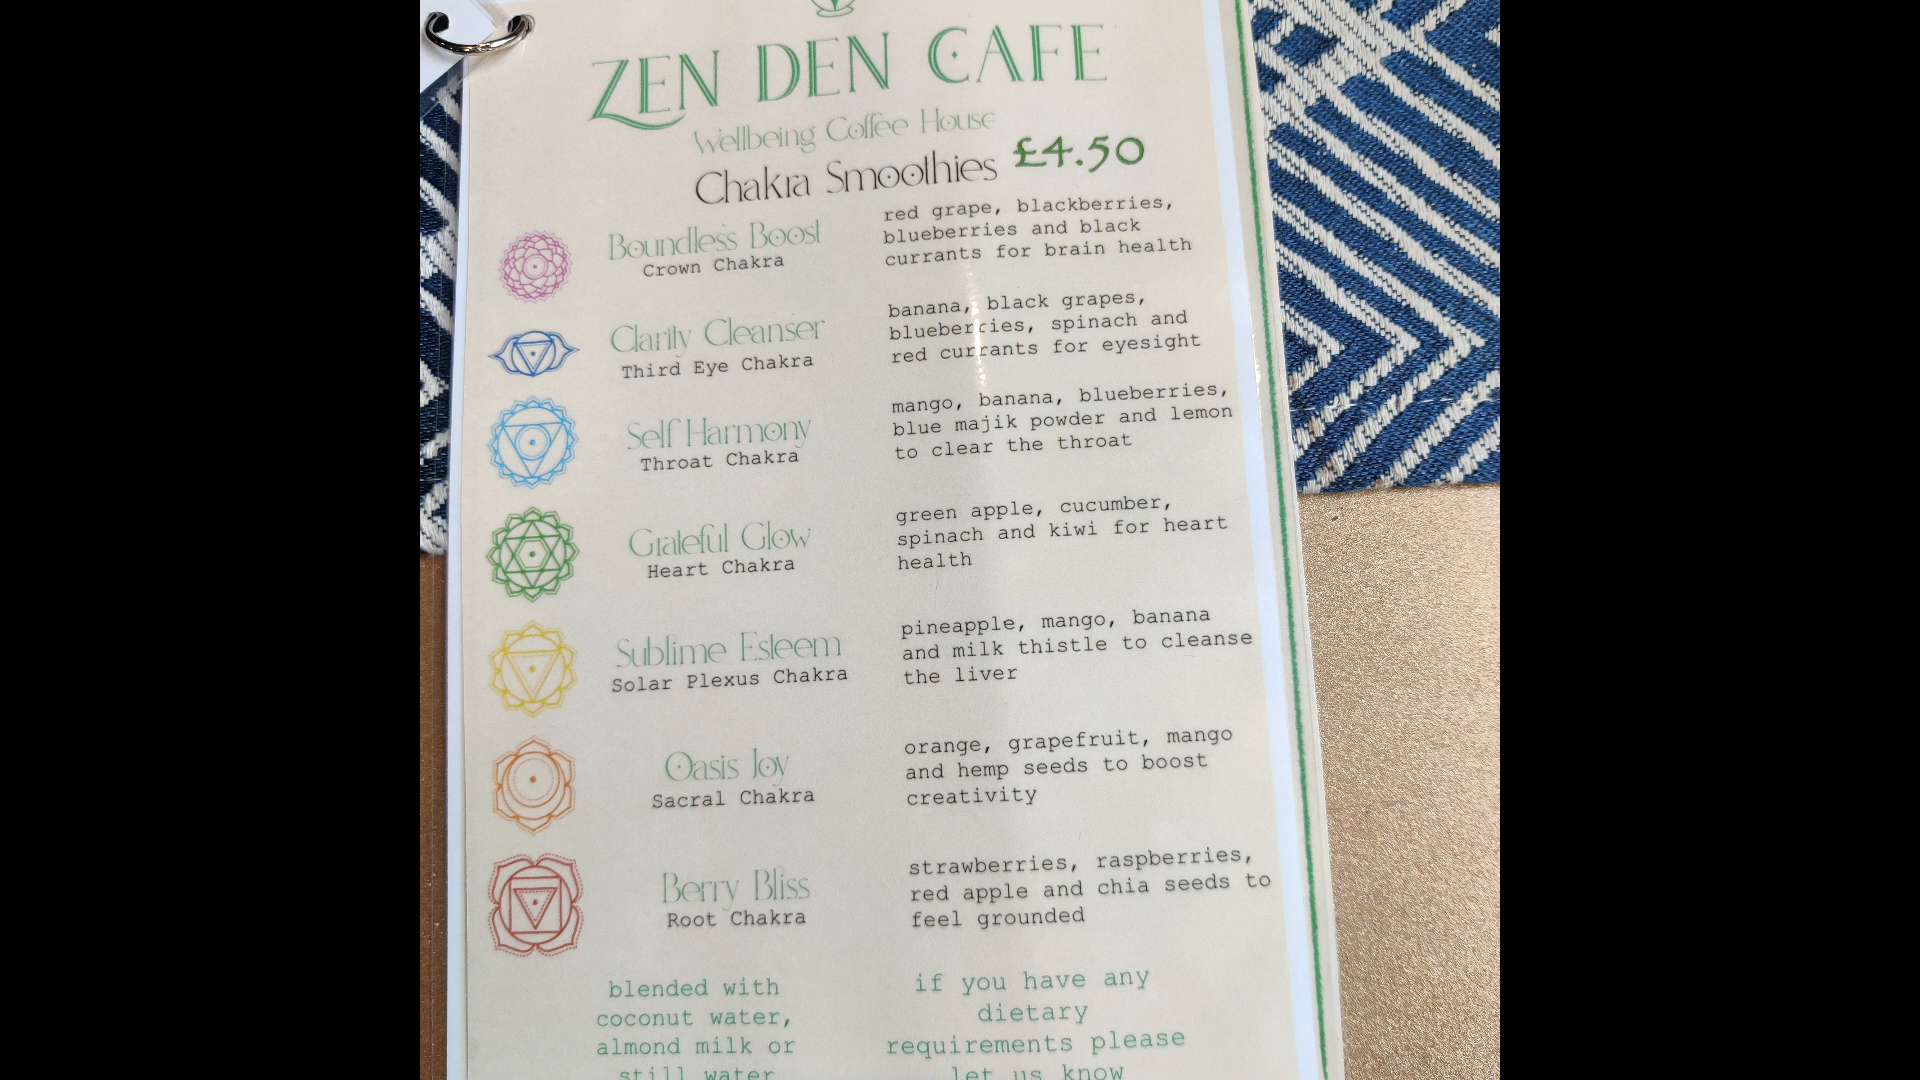 ZEN DEN CAFE
Wellbeing Coffee House
Chakra Smoothies £4.50
Boundless Boost
Crown Chakra
red grape, blackberries,
blueberries and black
currants for brain health
Clarity Cleanser
Third Eye Chakra
banana, black grapes,
blueberries, spinach and
red currants for eyesight
Self Harmony
Throat Chakra
mango, banana, blueberries,
blue majik powder and lemon
to clear the throat
Grateful Glow
Heart Chakra
green apple, cucumber,
spinach and kiwi for heart
health
Sublime Esteem
Solar Plexus Chakra
pineapple, mango, banana
and milk thistle to cleanse
the liver
Oasis Joy
Sacral Chakra
orange, grapefruit, mango
and hemp seeds to boost
creativity
Berry Bliss
Root Chakra
strawberries, raspberries,
red apple and chia seeds to
feel grounded
blended with
coconut water,
almond milk or
still water
if you have any
dietary
requirements please
let us know